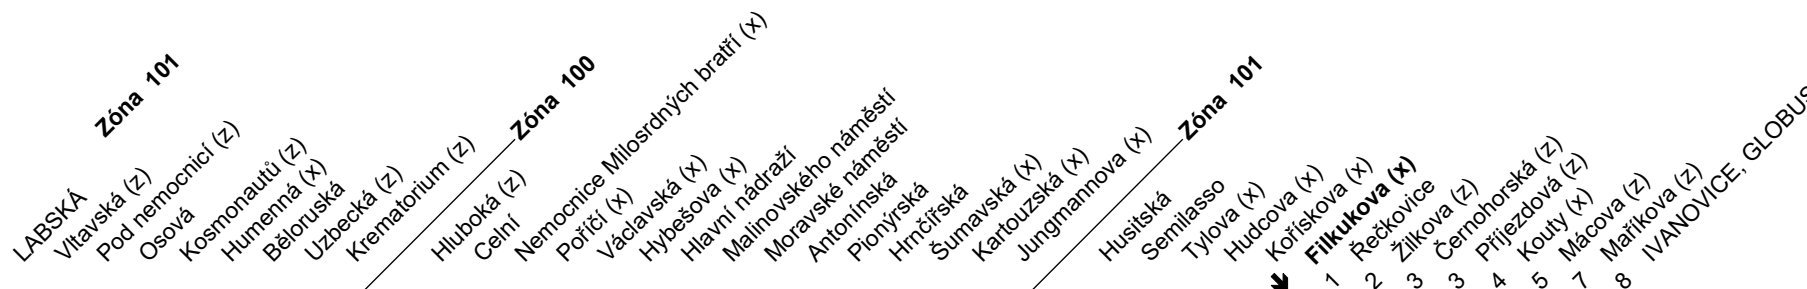 Zóna 101
LABSKÁ
Vltavská (z)
Pod nemocnicí (z)
Osová
Kosmonautů (z)
Humenná (x)
Běloruská
Uzbecká (z)
Krematorium (z)
Zóna 100
Hluboká (z)
Celní
Nemocnice Milosrdných bratří (x)
Poříčí (x)
Václavská (x)
Hybešova (x)
Hlavní nádraží
Malinovského náměstí
Moravské náměstí
Antonínská
Pionýrská
Hrnčířská
Šumavská (x)
Kartouzská (x)
Jungmannova (x)
Zóna 101
Husitská
Semilasso
Tylova (x)
Hudcova (x)
Kořískova (x)
Filkukova (x)
1 Řečkovice
2 Žilkova (z)
3 Černohorská (z)
3 Příjezdová (z)
4 Kouty (x)
5 Mácova (z)
7 Maříkova (z)
8 IVANOVICE, GLOBUS